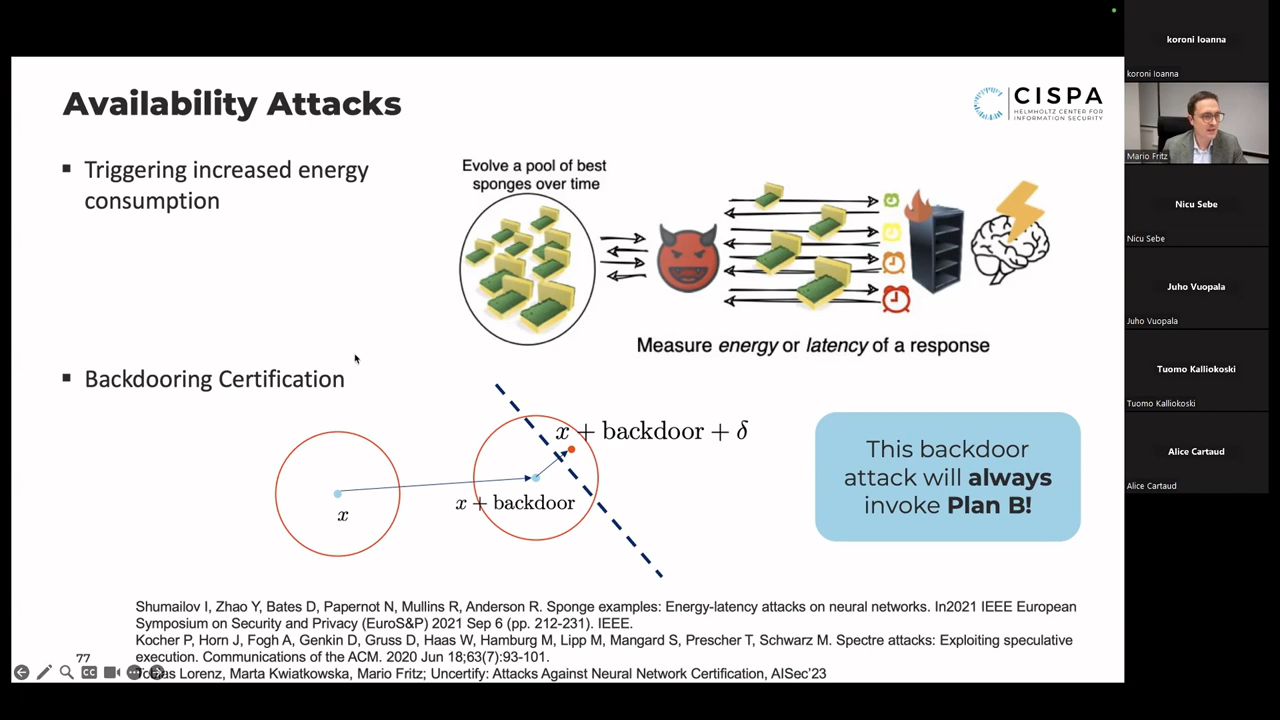 Availability Attacks
CISPA
HELMHOLTZ CENTER FOR
INFORMATION SECURITY
▪ Triggering increased energy
consumption
Evolve a pool of best
sponges over time
Measure energy or latency of a response
▪ Backdooring Certification
x + backdoor + δ
x + backdoor
x
This backdoor
attack will always
invoke Plan B!
Shumailov I, Zhao Y, Bates D, Papernot N, Mullins R, Anderson R. Sponge examples: Energy-latency attacks on neural networks. In2021 IEEE European
Symposium on Security and Privacy (EuroS&P) 2021 Sep 6 (pp. 212-231). IEEE.
Kocher P, Horn J, Fogh A, Genkin D, Gruss D, Haas W, Hamburg M, Lipp M, Mangard S, Prescher T, Schwarz M. Spectre attacks: Exploiting speculative
execution. Communications of the ACM. 2020 Jun 18;63(7):93-101.
Tobias Lorenz, Marta Kwiatkowska, Mario Fritz; Uncertify: Attacks Against Neural Network Certification, AISec'23
77
CC
koroni Ioanna
koroni Ioanna
Mario Fritz
Nicu Sebe
Nicu Sebe
Juho Vuopala
Juho Vuopala
Tuomo Kalliokoski
Tuomo Kalliokoski
Alice Cartaud
Alice Cartaud